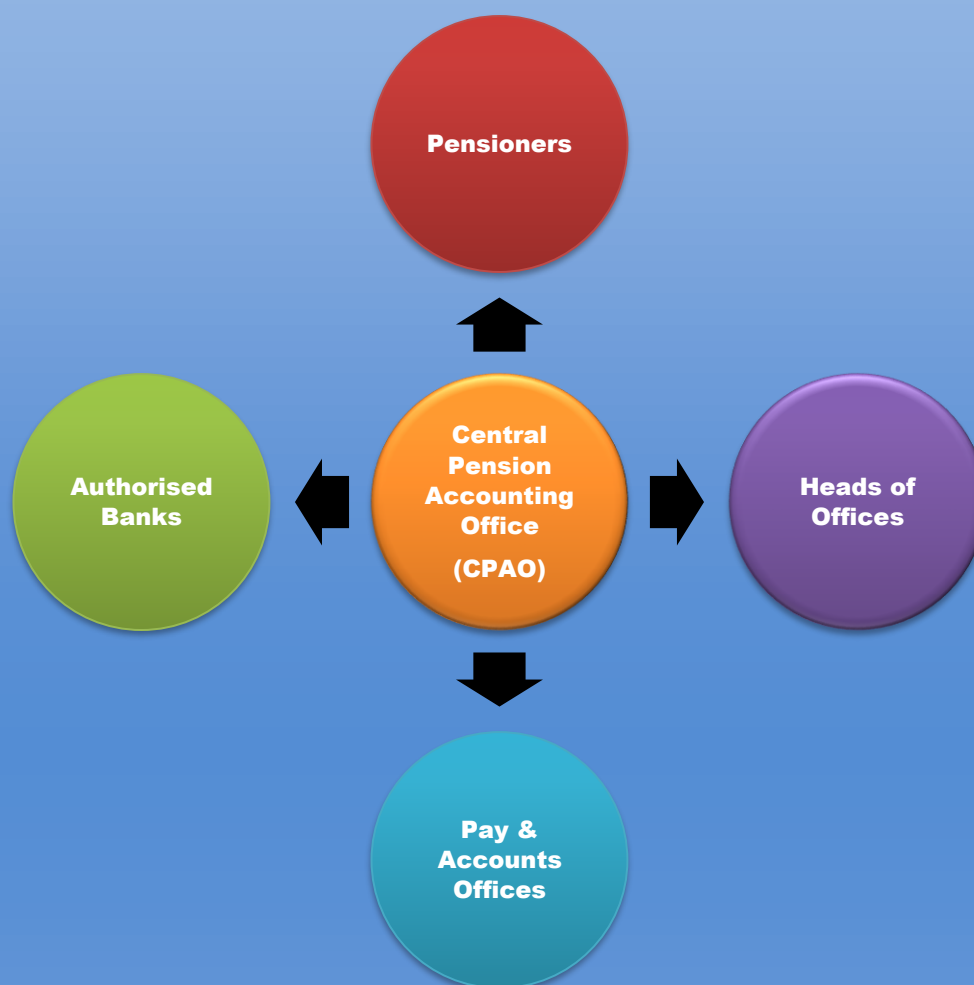 Pensioners
Authorised
Banks
Central
Pension
Accounting
Office
(CPAO)
Heads of
Offices
Pay &
Accounts
Offices